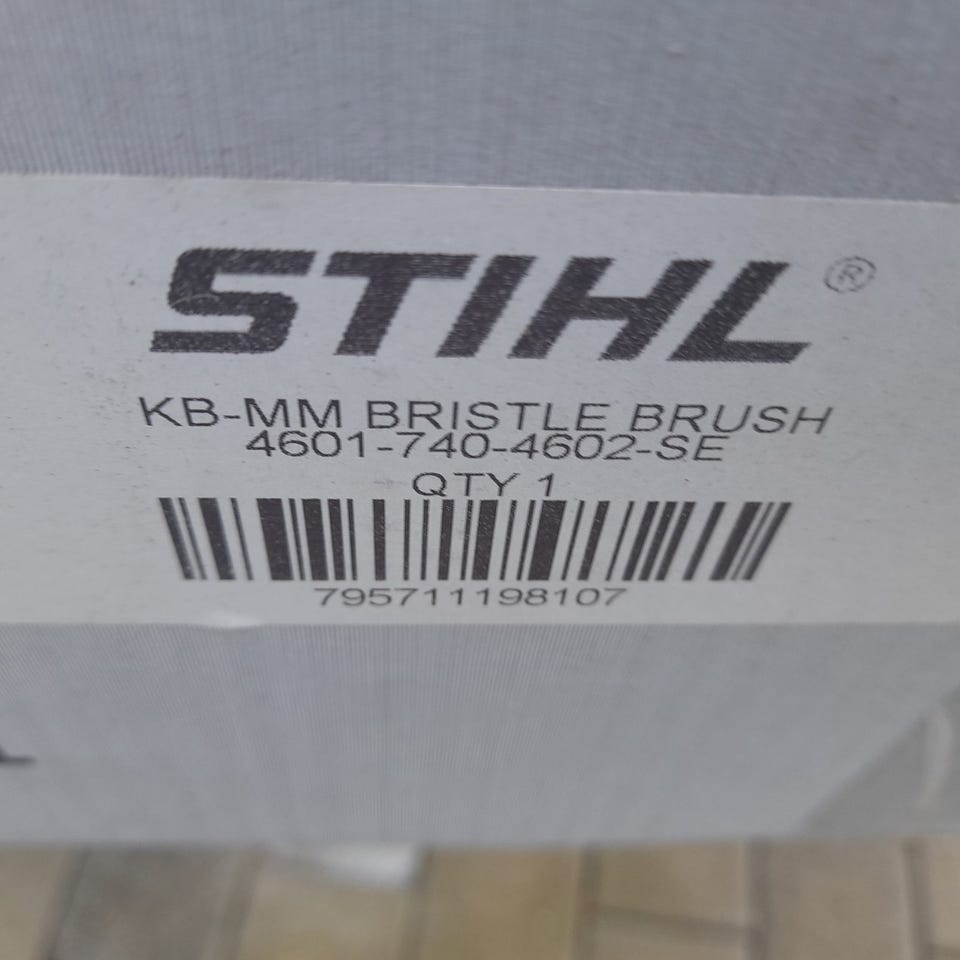 STIHL®
KB-MM BRISTLE BRUSH
4601-740-4602-SE
QTY 1
795711198107